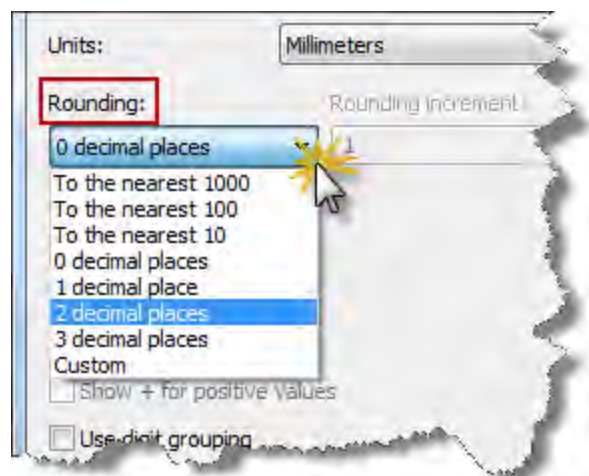 Units: Millimeters
Rounding: Rounding increment:
0 decimal places 1
To the nearest 1000
To the nearest 100
To the nearest 10
0 decimal places
1 decimal place
2 decimal places
3 decimal places
Custom
Show + for positive values
Use digit grouping